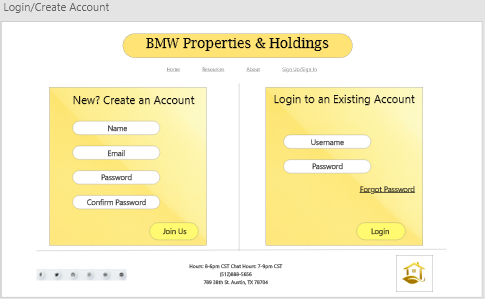 Login/Create Account
BMW Properties & Holdings
Home Resources About Sign Up/Sign In
New? Create an Account
Name
Email
Password
Confirm Password
Join Us
Login to an Existing Account
Username
Password
Forgot Password
Login
Hours: 8-6pm CST Chat Hours: 7-9pm CST
(512)888-5656
789 38th St. Austin, TX 78704